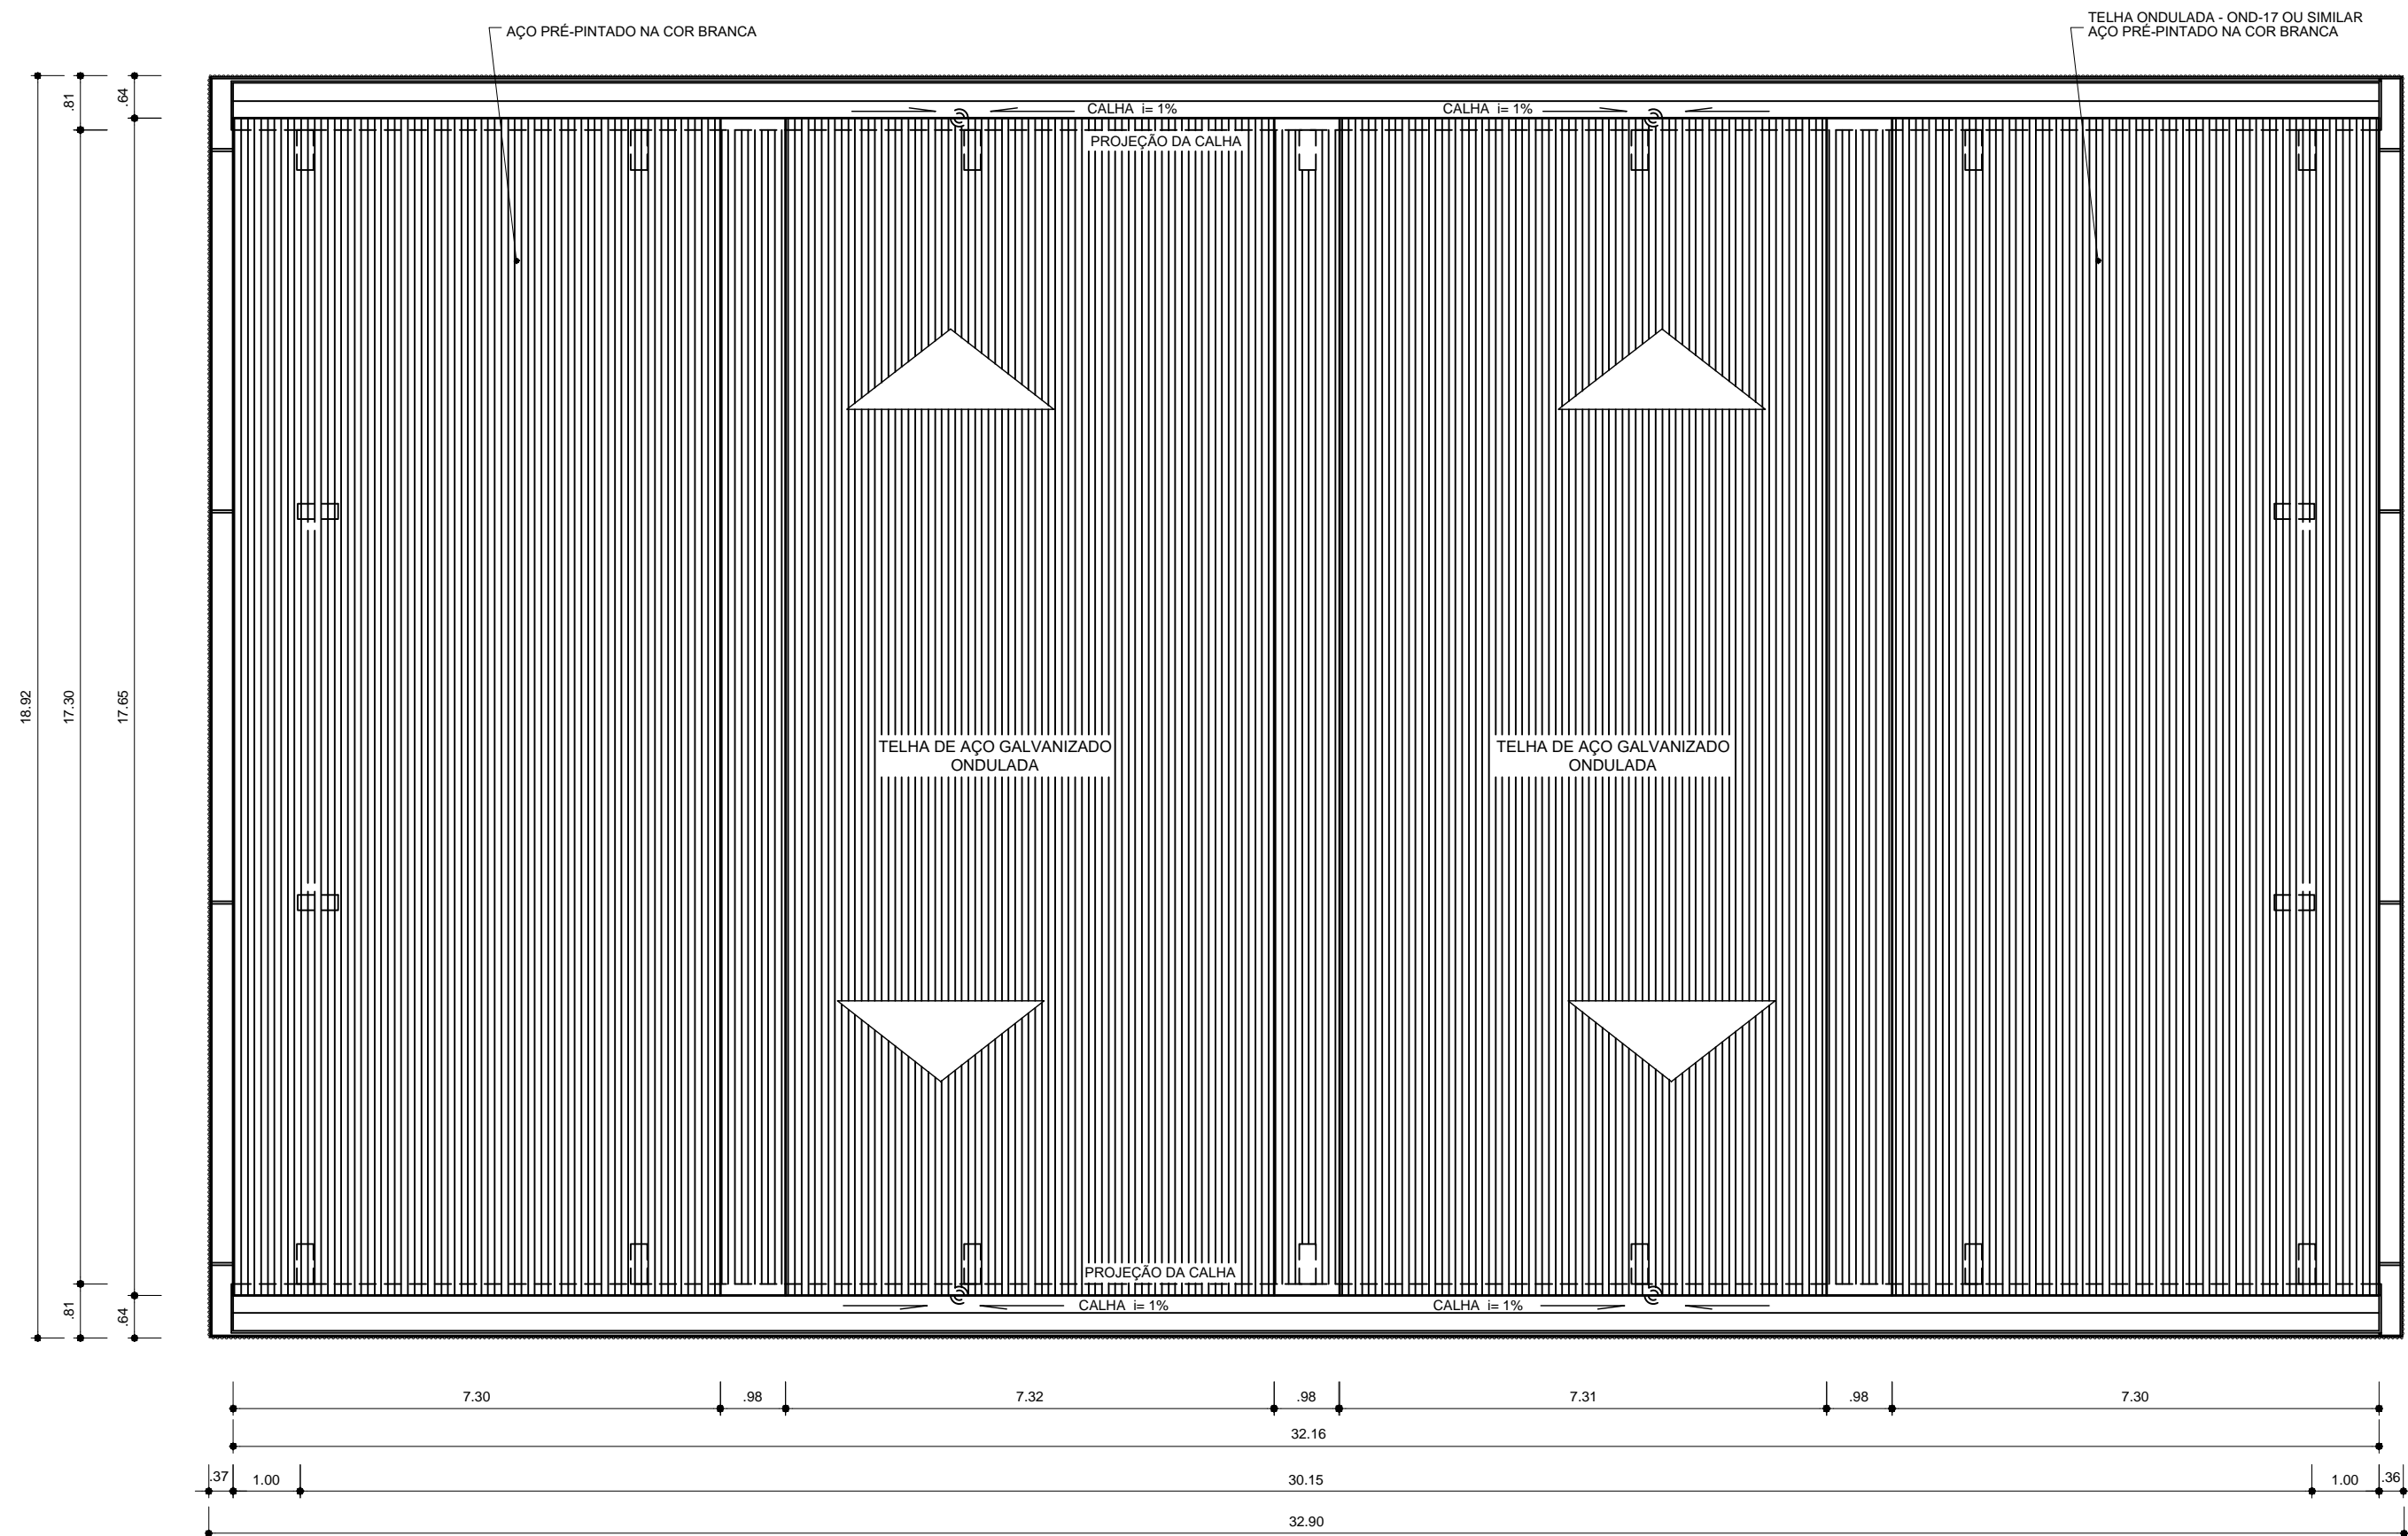 TELHA ONDULADA - OND-17 OU SIMILAR
AÇO PRÉ-PINTADO NA COR BRANCA
AÇO PRÉ-PINTADO NA COR BRANCA
.81
.64
CALHA i= 1%
CALHA i= 1%
PROJEÇÃO DA CALHA
18.92
17.30
17.65
TELHA DE AÇO GALVANIZADO
ONDULADA
TELHA DE AÇO GALVANIZADO
ONDULADA
PROJEÇÃO DA CALHA
CALHA i= 1%
CALHA i= 1%
.81
.64
7.30
.98
7.32
.98
7.31
.98
7.30
32.16
.37
1.00
30.15
1.00
.36
32.90